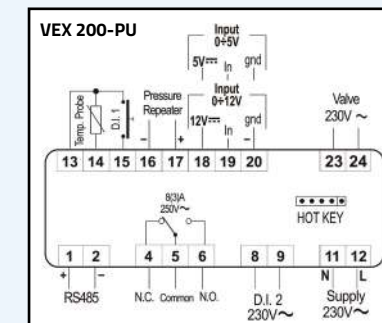 VEX 200-PU
Input
0÷5V
5V⎓ In gnd
Pressure
Repeater
Input
0÷12V
12V⎓ In gnd
Valve
230V ~
Temp. Probe
D.I. 1
– + –
13 14 15 16 17 18 19 20 23 24
8(3)A
250V~
HOT KEY
1 2 4 5 6 8 9 11 12
+ – N L
RS485 N.C. Common N.O. D.I. 2 Supply
230V~ 230V~